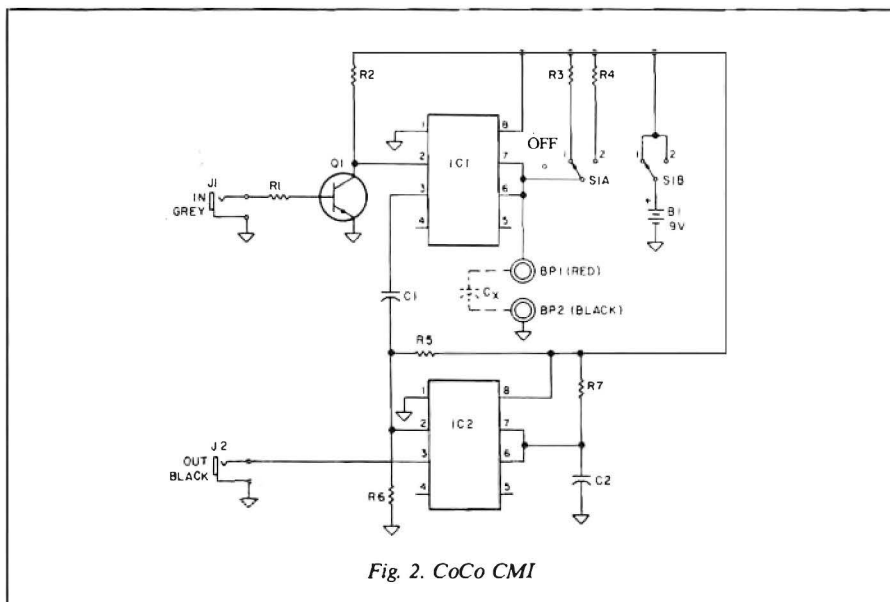 R2
R3
R4
1
8
OFF
1
2
1
2
Q1
2
IC1
7
S1A
S1B
J1
R1
3
6
+
B1
IN
GREY
9V
4
5
BP1 (RED)
Cx
BP2 (BLACK)
C1
R5
1
8
R7
2
IC2
7
J2
OUT
3
6
BLACK
R6
C2
4
5
Fig. 2. CoCo CMI